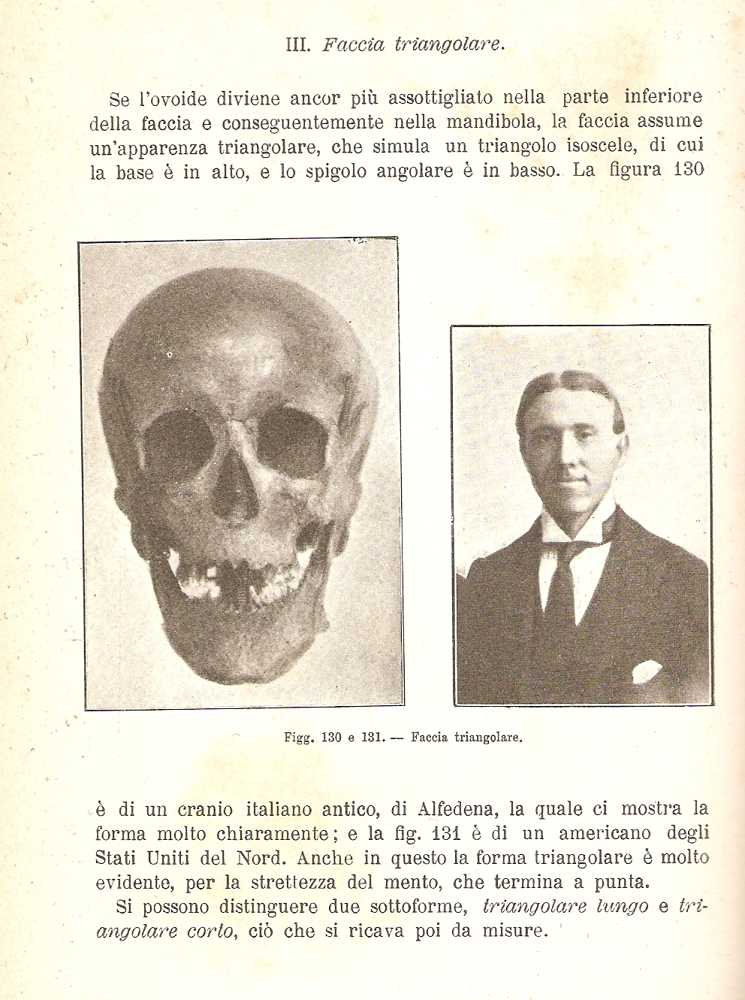 III. Faccia triangolare.
Se l'ovoide diviene ancor più assottigliato nella parte inferiore
della faccia e conseguentemente nella mandibola, la faccia assume
un'apparenza triangolare, che simula un triangolo isoscele, di cui
la base è in alto, e lo spigolo angolare è in basso. La figura 130
Figg. 130 e 131. — Faccia triangolare.
è di un cranio italiano antico, di Alfedena, la quale ci mostra la
forma molto chiaramente; e la fig. 131 è di un americano degli
Stati Uniti del Nord. Anche in questo la forma triangolare è molto
evidente, per la strettezza del mento, che termina a punta.
Si possono distinguere due sottoforme, triangolare lungo e tri-
angolare corto, ciò che si ricava poi da misure.